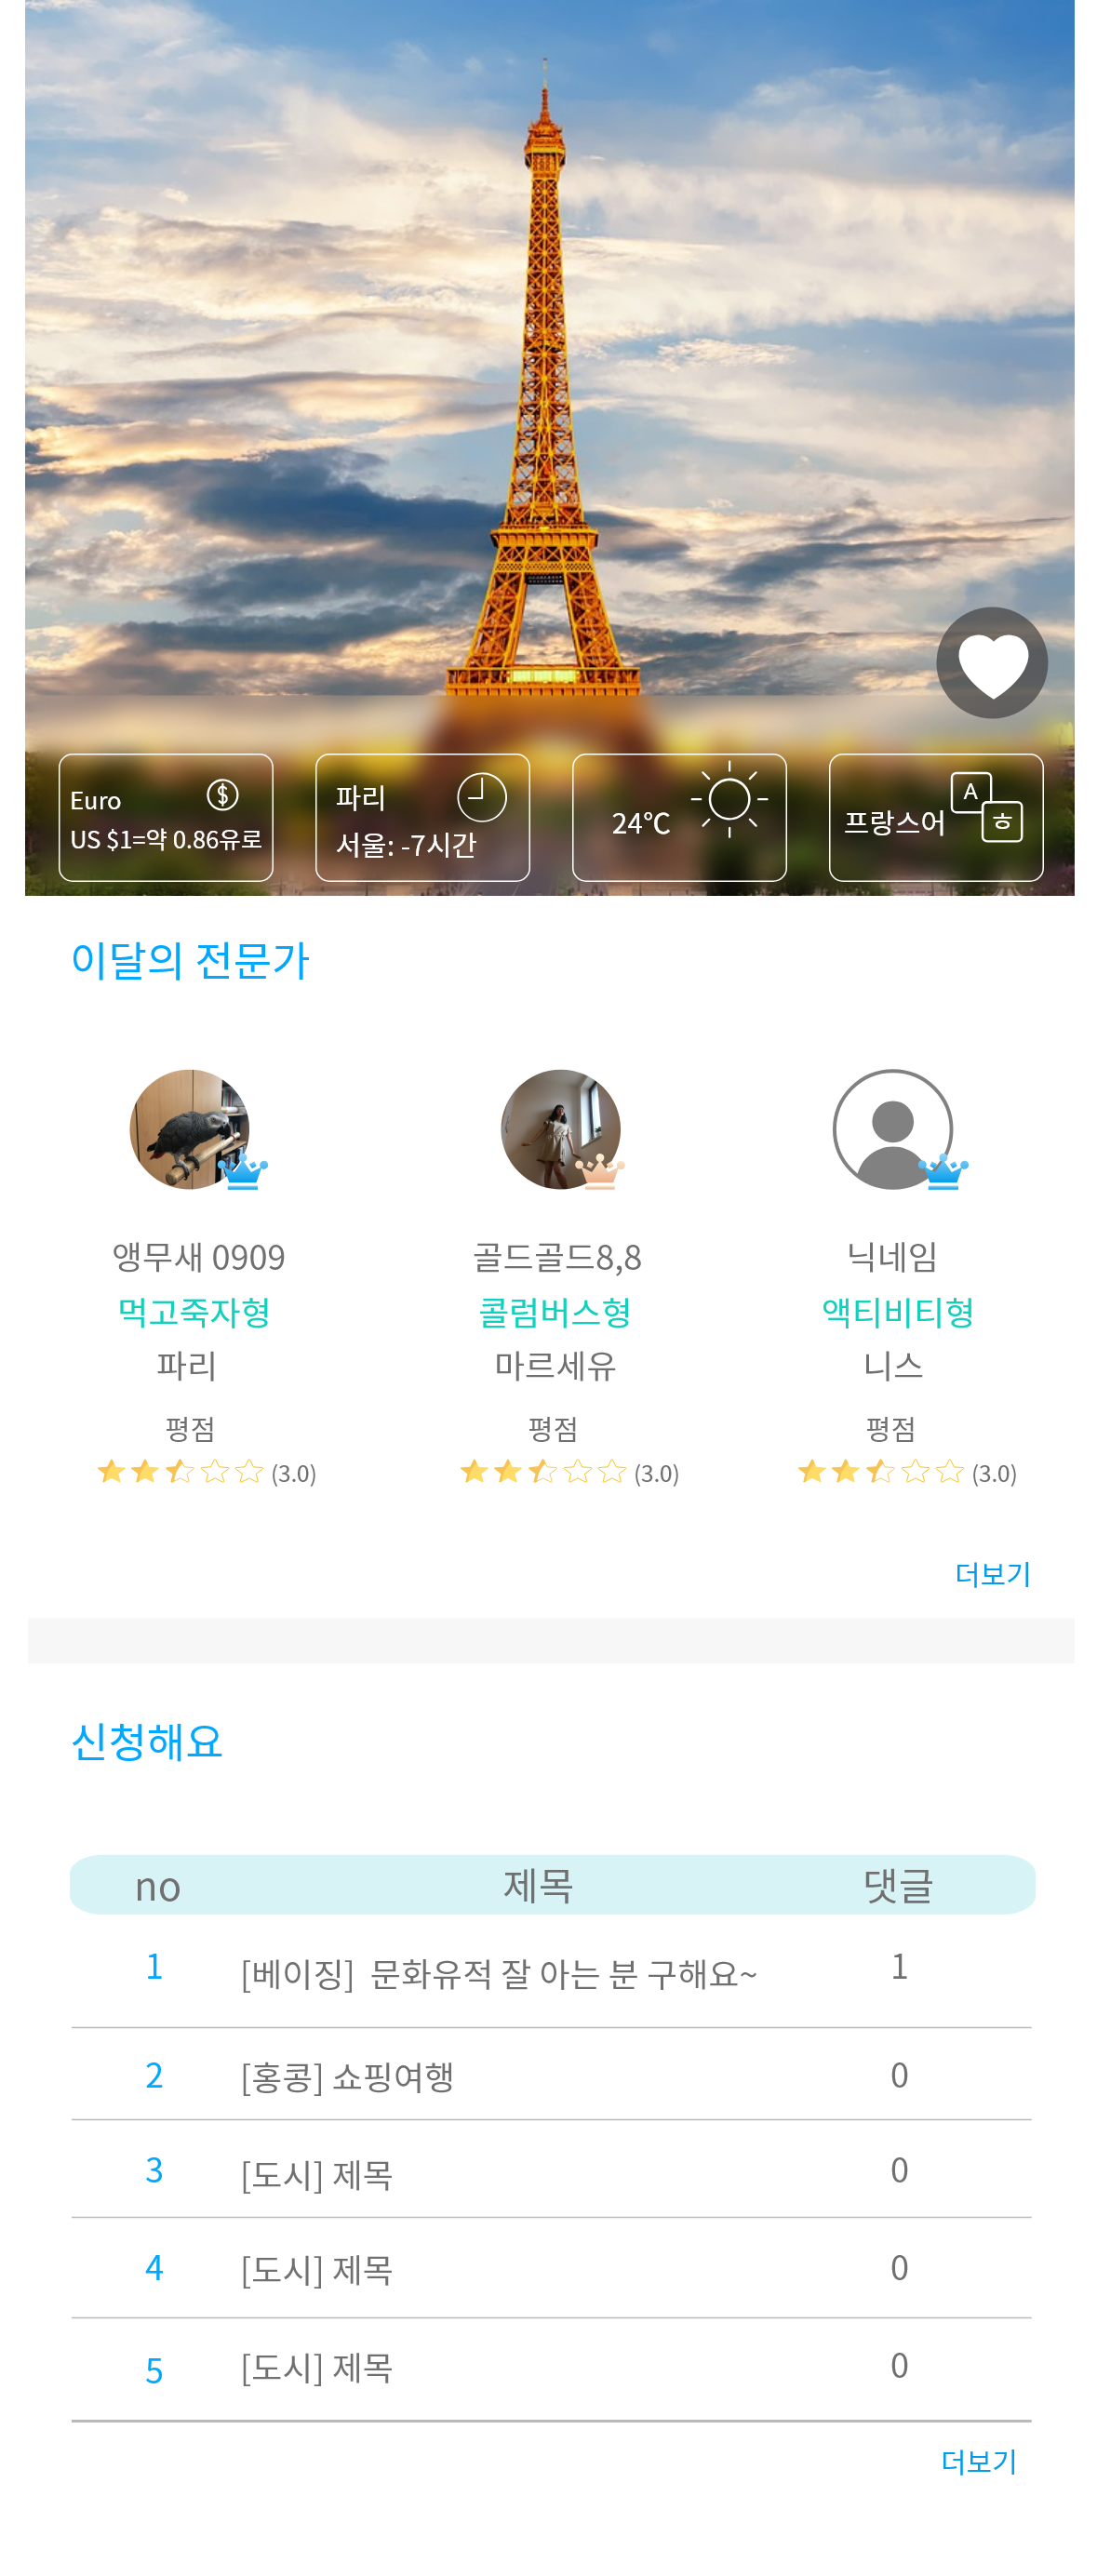 Euro
US $1=약 0.86유로
파리
서울: -7시간
24℃
프랑스어
A
ㅎ
이달의 전문가
앵무새 0909
골드골드8,8
닉네임
먹고죽자형
콜럼버스형
액티비티형
파리
마르세유
니스
평점
평점
평점
(3.0)
(3.0)
(3.0)
더보기
신청해요
no 제목 댓글
1 [베이징] 문화유적 잘 아는 분 구해요~ 1
2 [홍콩] 쇼핑여행 0
3 [도시] 제목 0
4 [도시] 제목 0
5 [도시] 제목 0
더보기